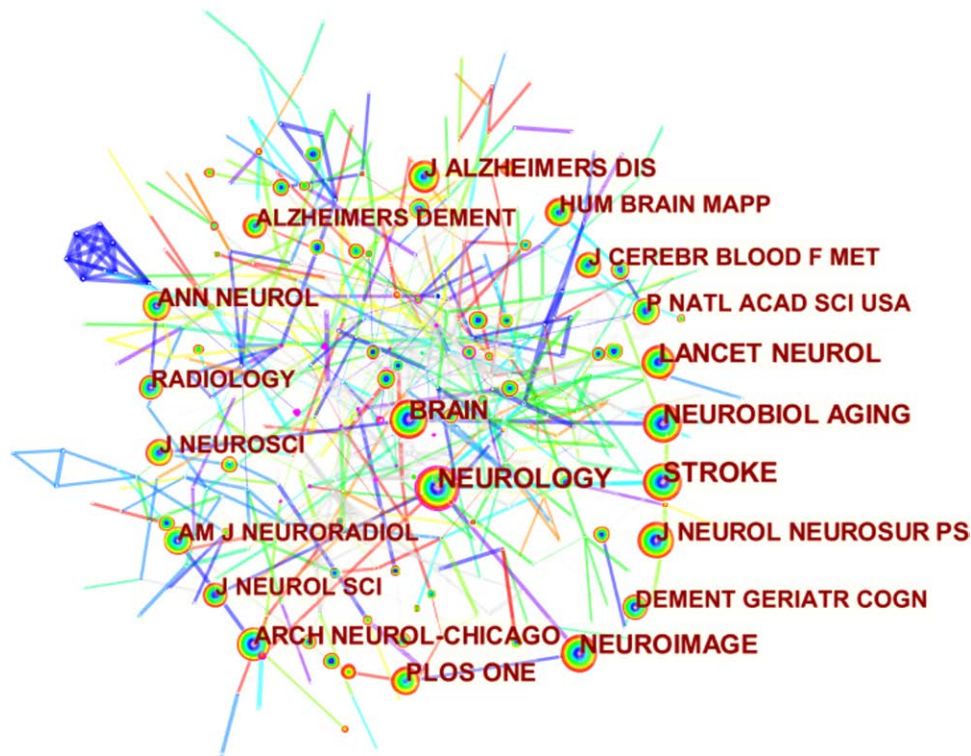 J ALZHEIMERS DIS
HUM BRAIN MAPP
ALZHEIMERS DEMENT
J CEREBR BLOOD F MET
ANN NEUROL
P NATL ACAD SCI USA
LANCET NEUROL
RADIOLOGY
BRAIN
NEUROBIOL AGING
J NEUROSCI
NEUROLOGY
STROKE
AM J NEURORADIOL
J NEUROL NEUROSUR PS
J NEUROL SCI
DEMENT GERIATR COGN
ARCH NEUROL-CHICAGO
NEUROIMAGE
PLOS ONE